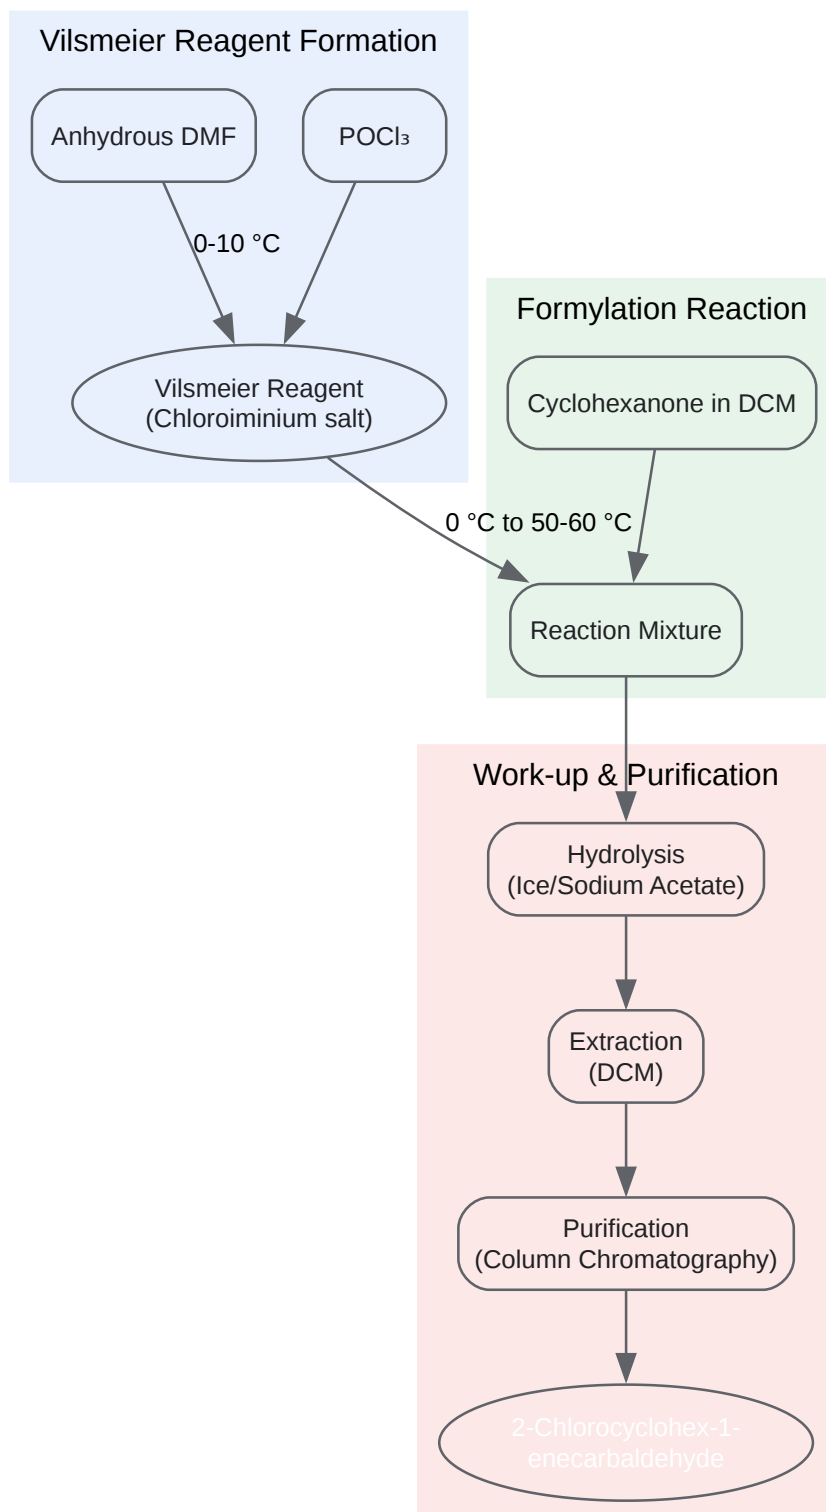 Vilsmeier Reagent Formation
Anhydrous DMF
POCl₃
0-10 °C
Vilsmeier Reagent
(Chloroiminium salt)
Formylation Reaction
Cyclohexanone in DCM
0 °C to 50-60 °C
Reaction Mixture
Work-up & Purification
Hydrolysis
(Ice/Sodium Acetate)
Extraction
(DCM)
Purification
(Column Chromatography)
2-Chlorocyclohex-1-
enecarbaldehyde